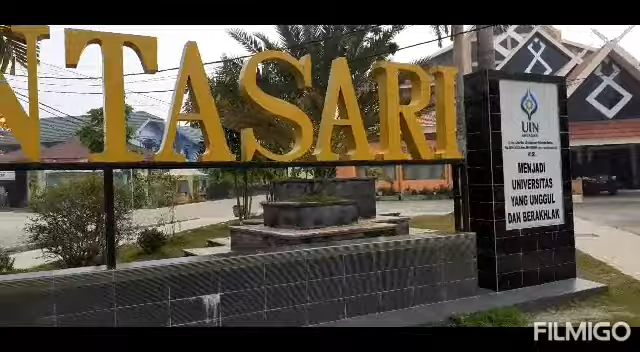 NTASARI
UIN
MENJADI
UNIVERSITAS
YANG UNGGUL
DAN BERAKHLAK
FILMIGO